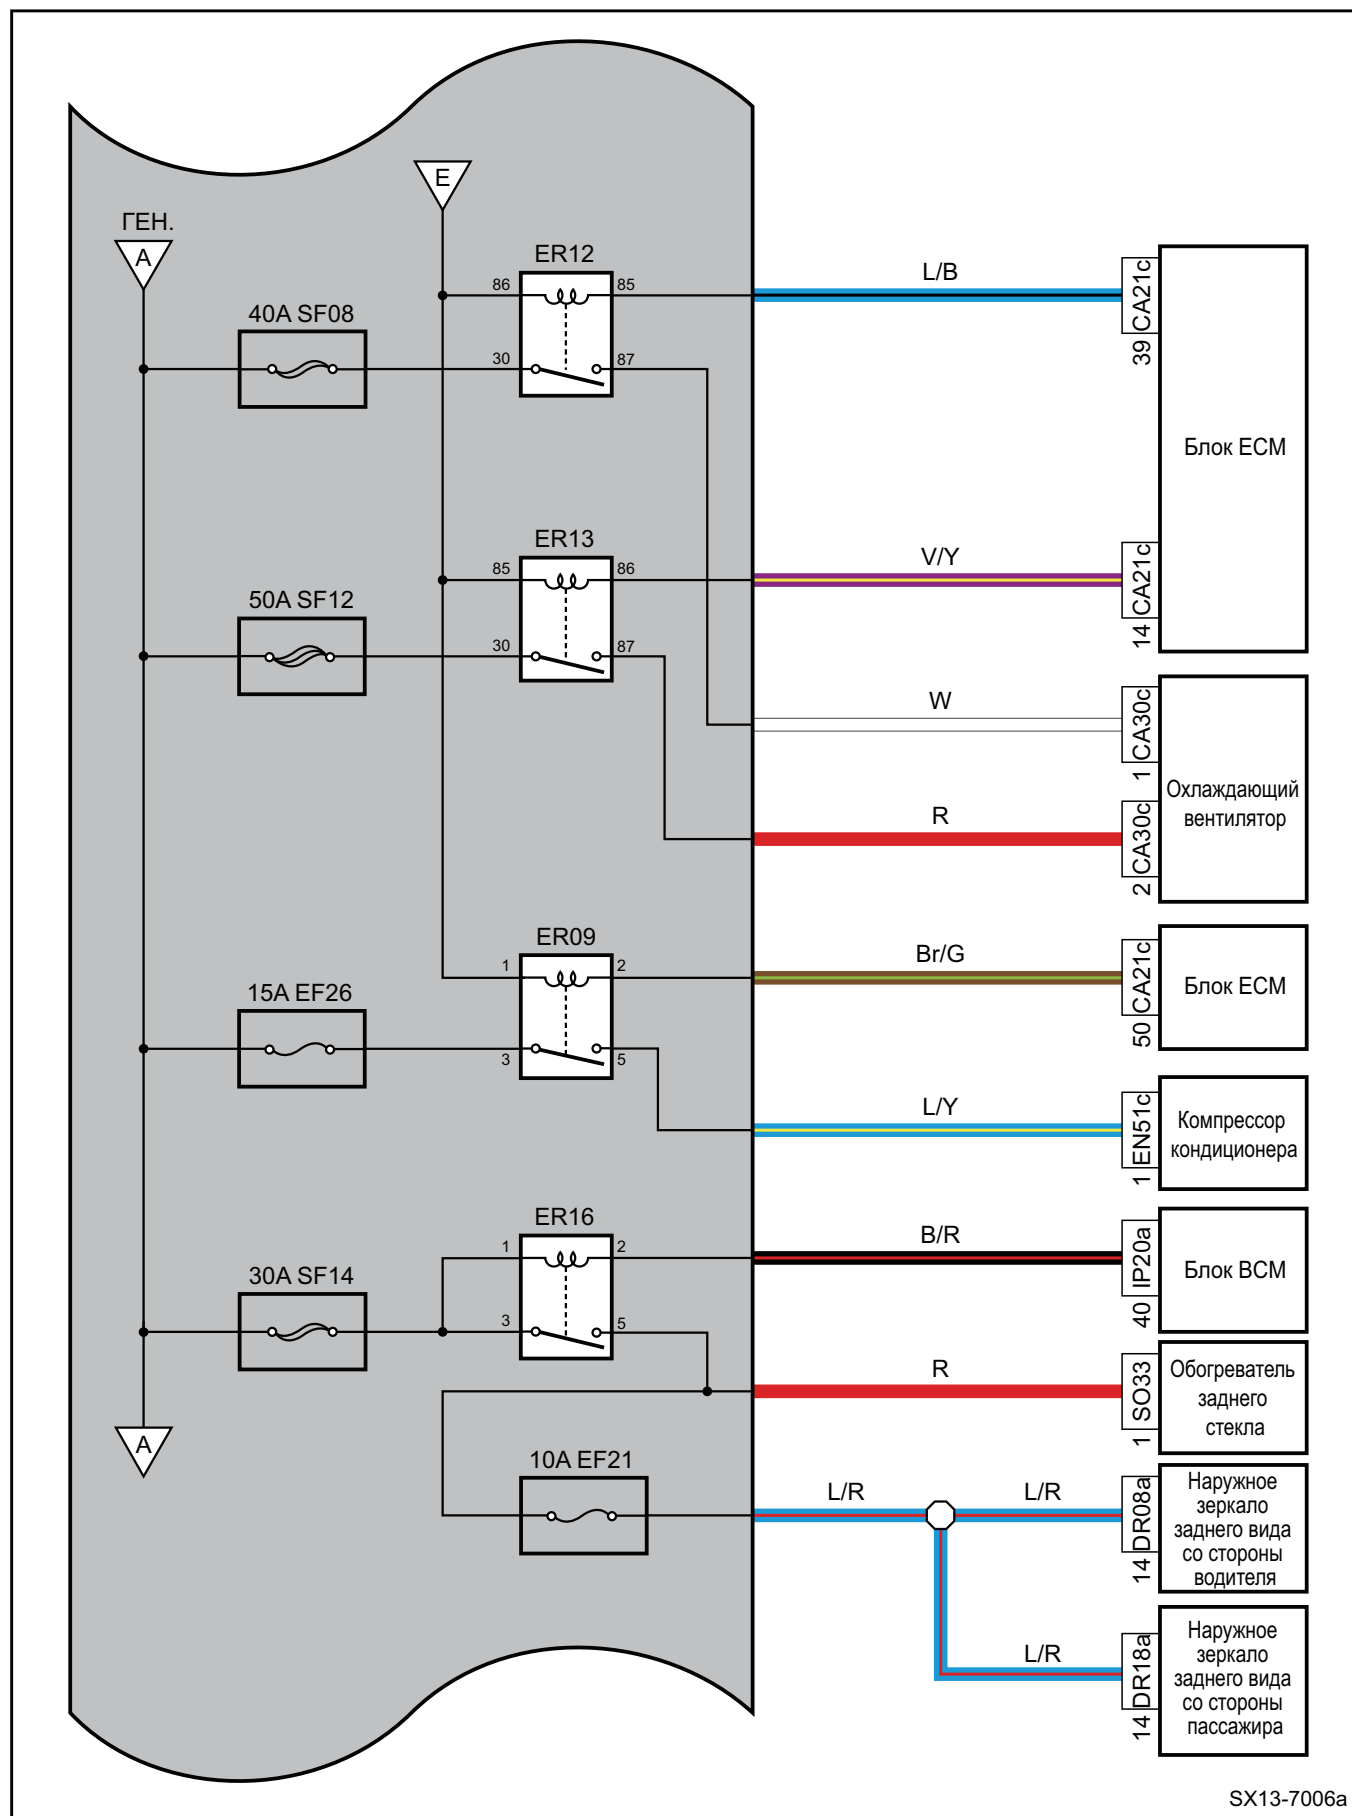 E
ГЕН.
A
ER12
86
85
L/B
39 CA21c
40A SF08
30
87
Блок ECM
ER13
85
86
V/Y
14 CA21c
50A SF12
30
87
W
1 CA30c
Охлаждающий
вентилятор
R
2 CA30c
ER09
1
2
Br/G
50 CA21c
Блок ECM
15A EF26
3
5
L/Y
1 EN51c
Компрессор
кондиционера
ER16
1
2
B/R
40 IP20a
Блок BCM
30A SF14
3
5
R
1 SO33
Обогреватель
заднего
стекла
A
10A EF21
L/R
L/R
14 DR08a
Наружное
зеркало
заднего вида
со стороны
водителя
L/R
14 DR18a
Наружное
зеркало
заднего вида
со стороны
пассажира
SX13-7006a